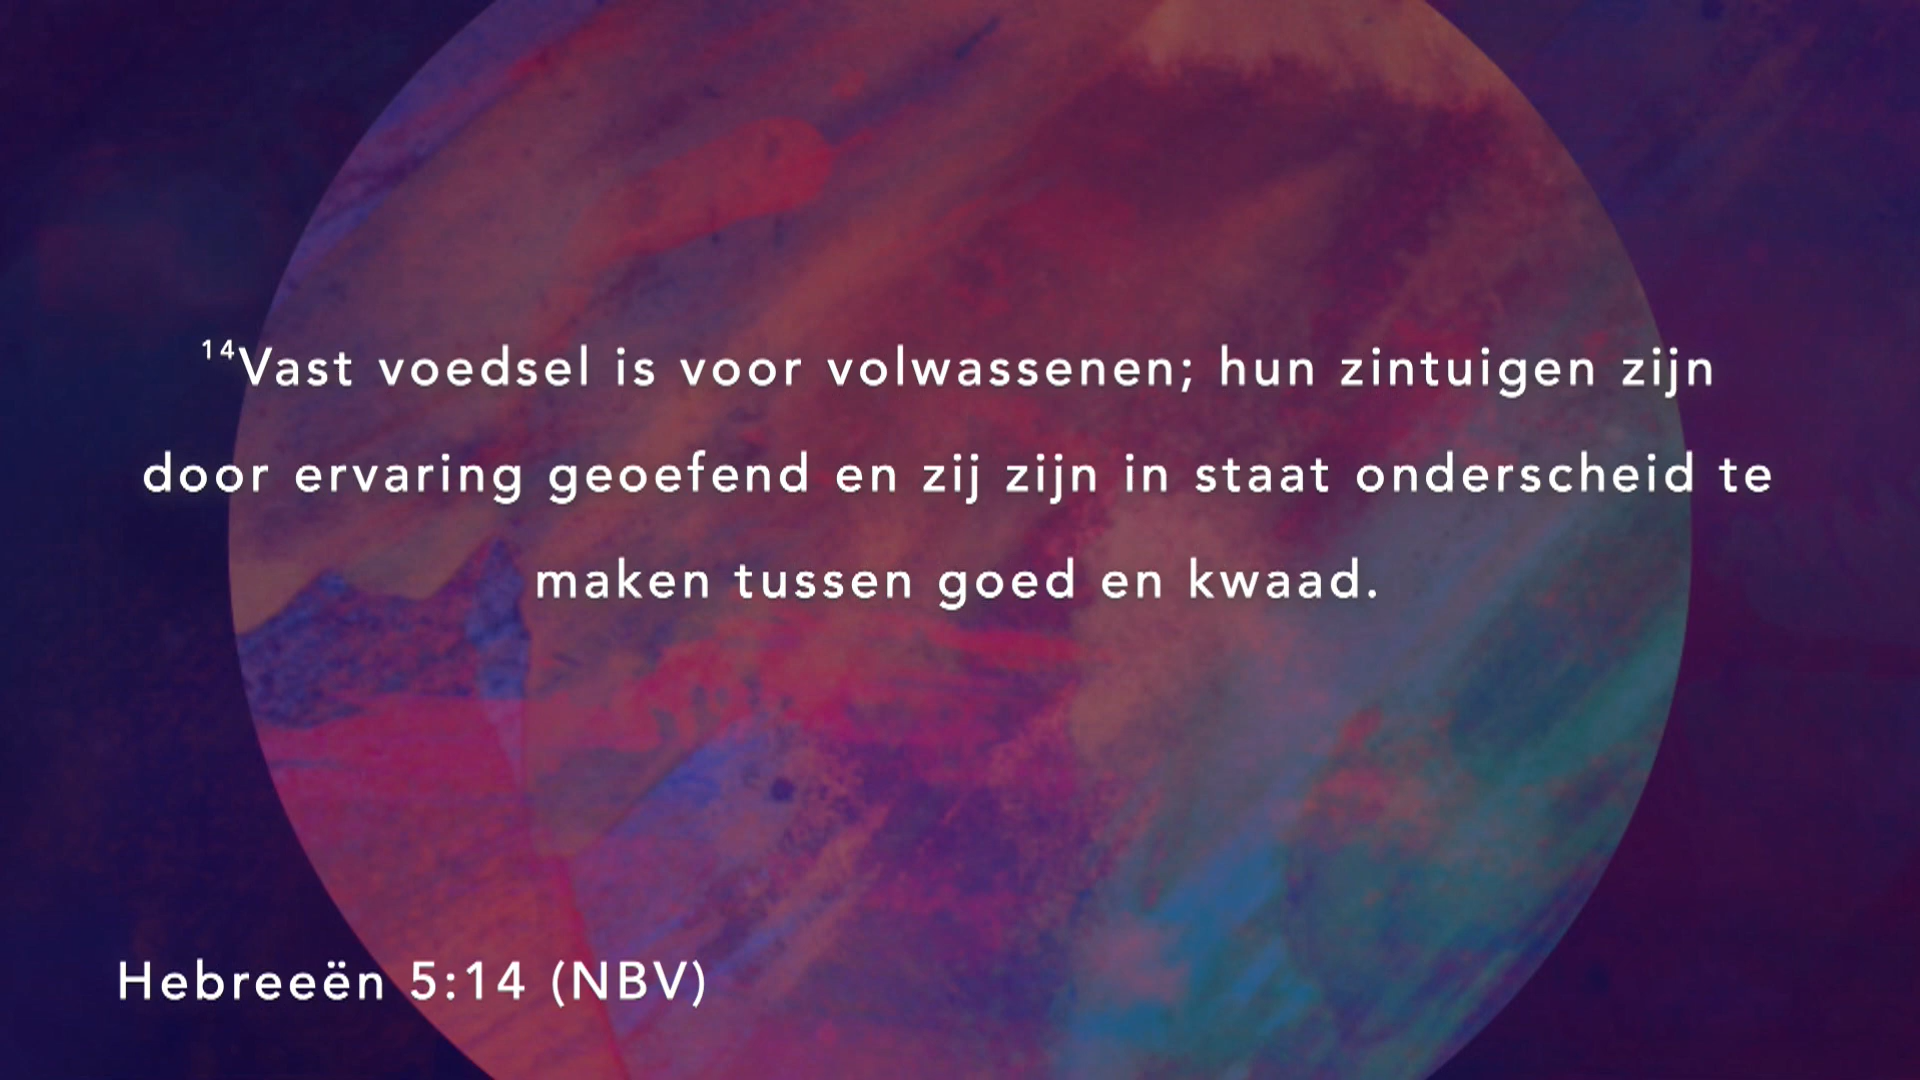 ¹⁴Vast voedsel is voor volwassenen; hun zintuigen zijn
door ervaring geoefend en zij zijn in staat onderscheid te
maken tussen goed en kwaad.
Hebreeën 5:14 (NBV)